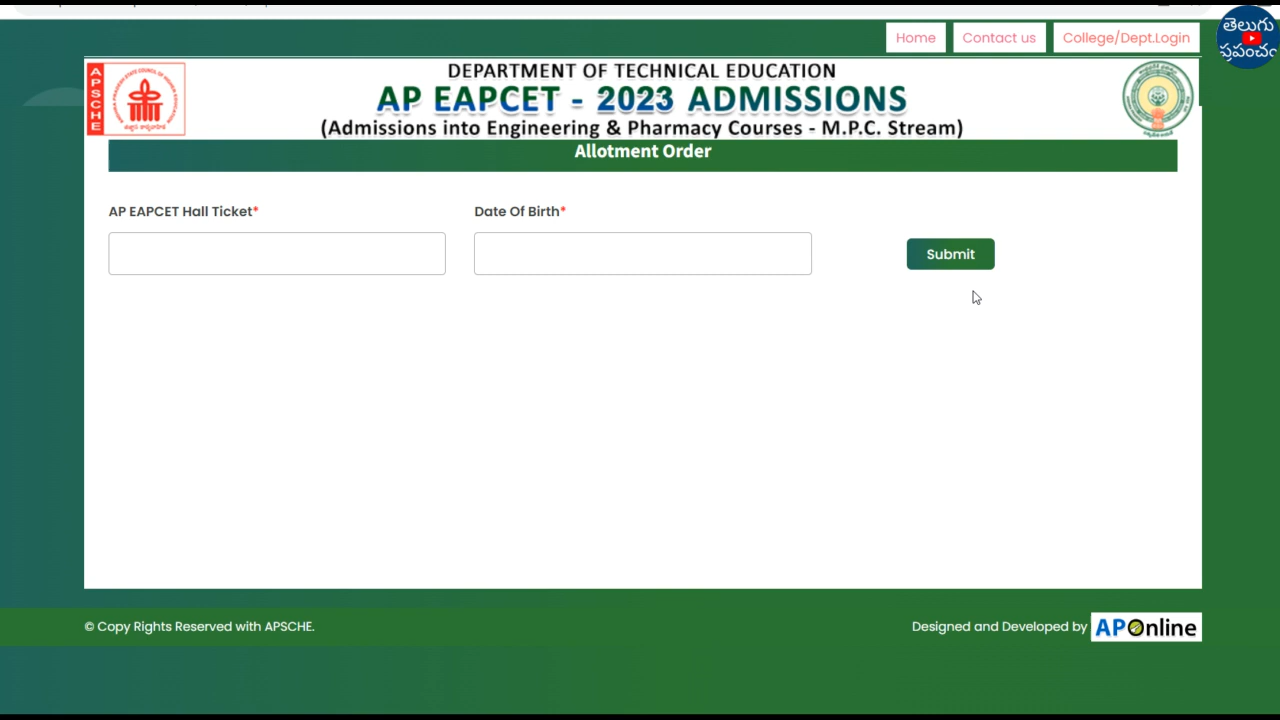 Home Contact us College/Dept.Login
తెలుగు
ప్రపంచం
APSCHE
DEPARTMENT OF TECHNICAL EDUCATION
AP EAPCET - 2023 ADMISSIONS
(Admissions into Engineering & Pharmacy Courses - M.P.C. Stream)
Allotment Order
AP EAPCET Hall Ticket* Date Of Birth*
Submit
© Copy Rights Reserved with APSCHE. Designed and Developed by APOnline